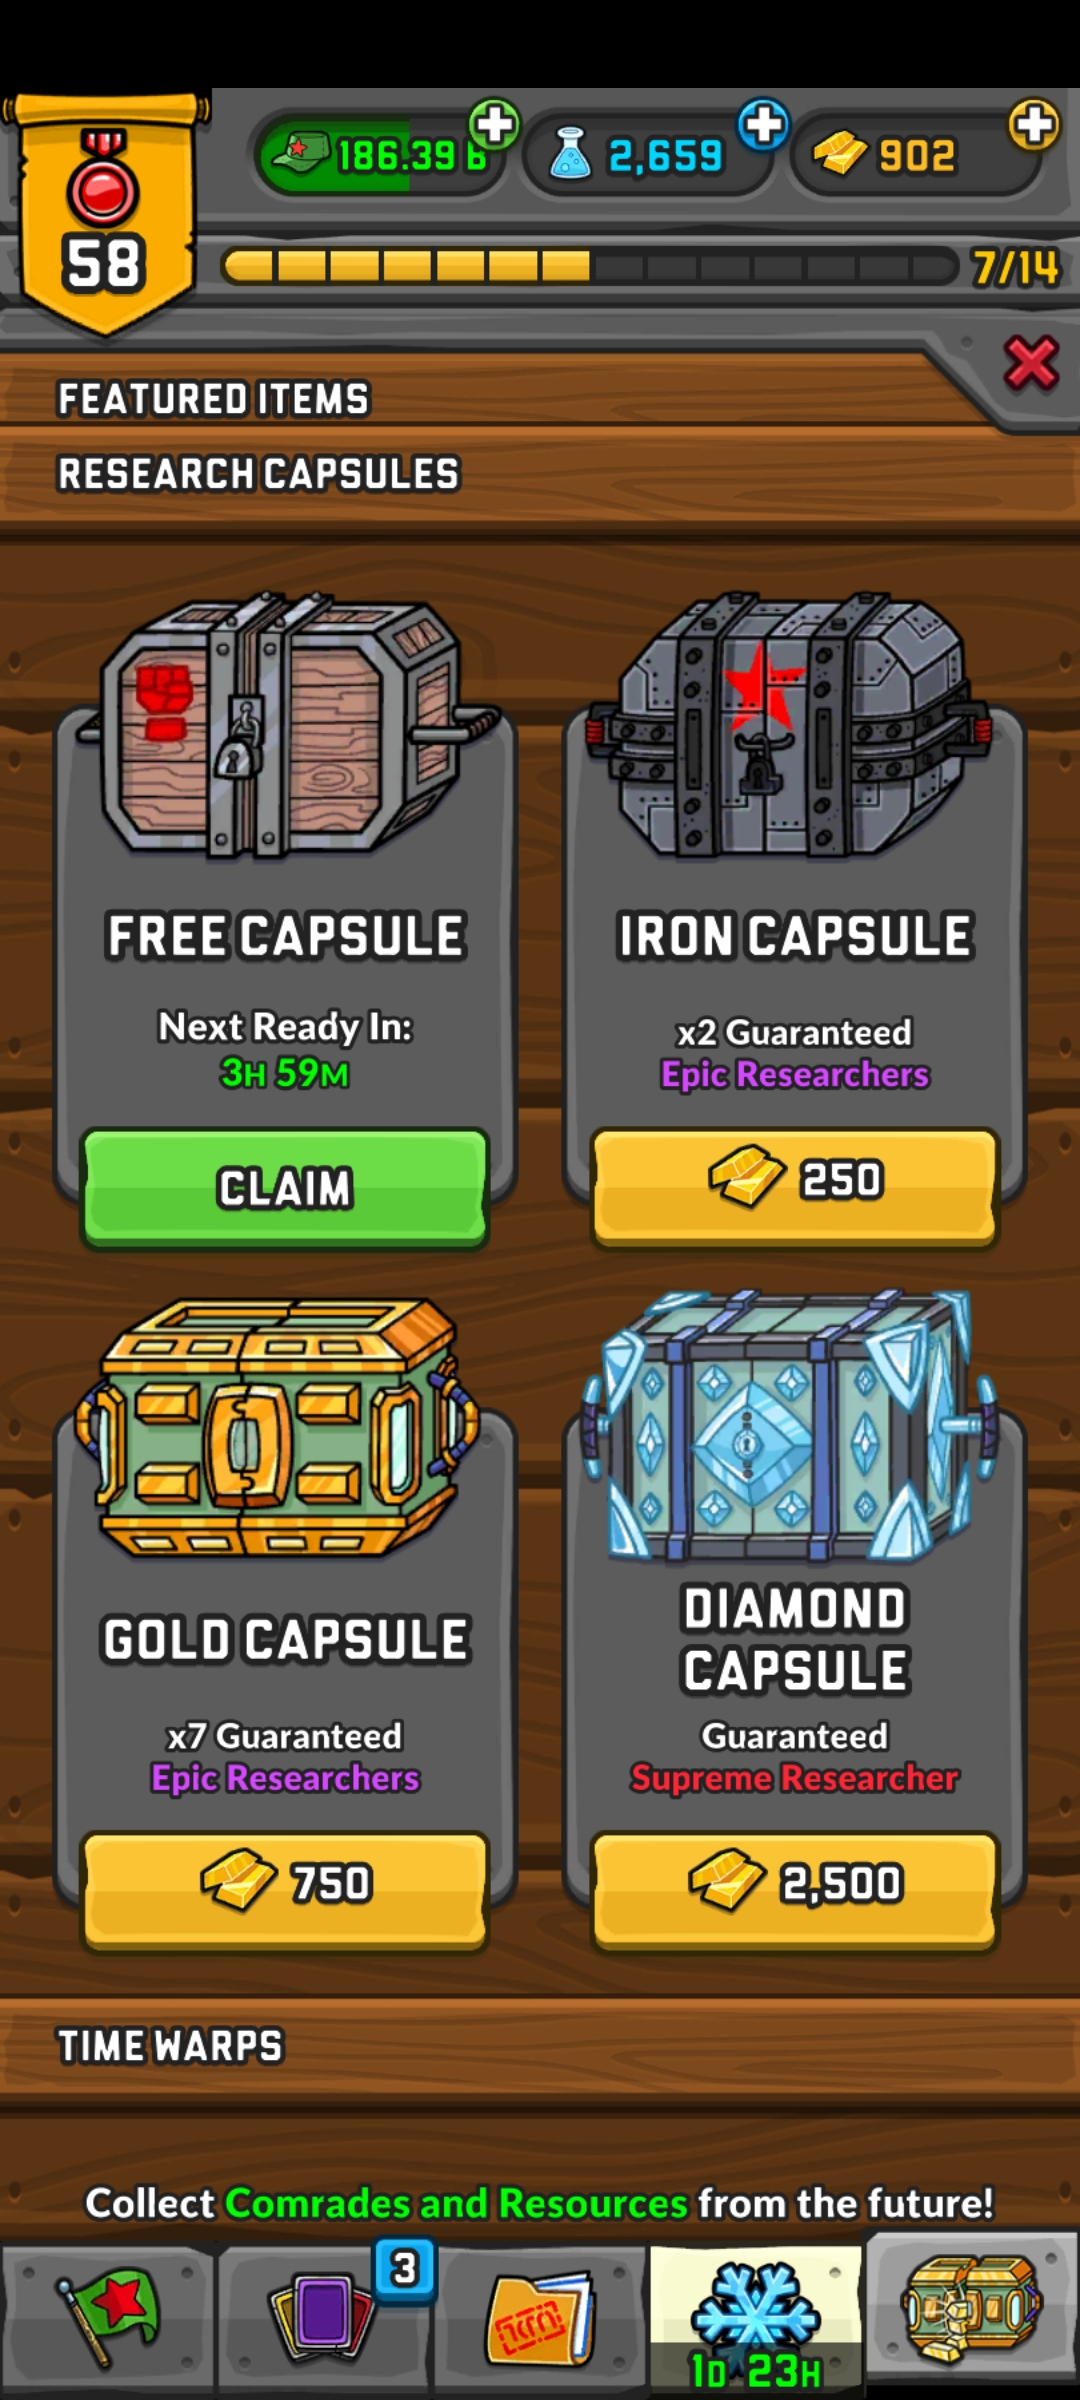 186.39 B
2,659
902
58
7/14
FEATURED ITEMS
RESEARCH CAPSULES
FREE CAPSULE
Next Ready In:
3H 59M
CLAIM
IRON CAPSULE
x2 Guaranteed
Epic Researchers
250
GOLD CAPSULE
x7 Guaranteed
Epic Researchers
750
DIAMOND
CAPSULE
Guaranteed
Supreme Researcher
2,500
TIME WARPS
Collect Comrades and Resources from the future!
3
1D 23H